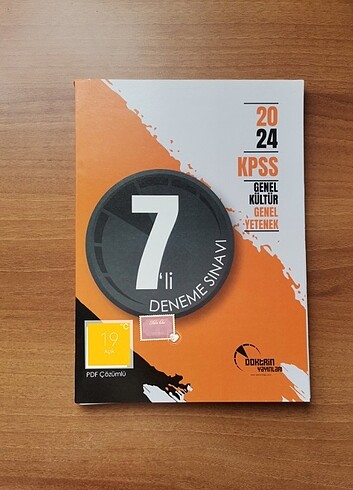 20
24
KPSS
GENEL
KÜLTÜR
GENEL
YETENEK
7'li
DENEME SINAVI
19
PDF Çözümlü
DOKTRİN
YAYINLARI